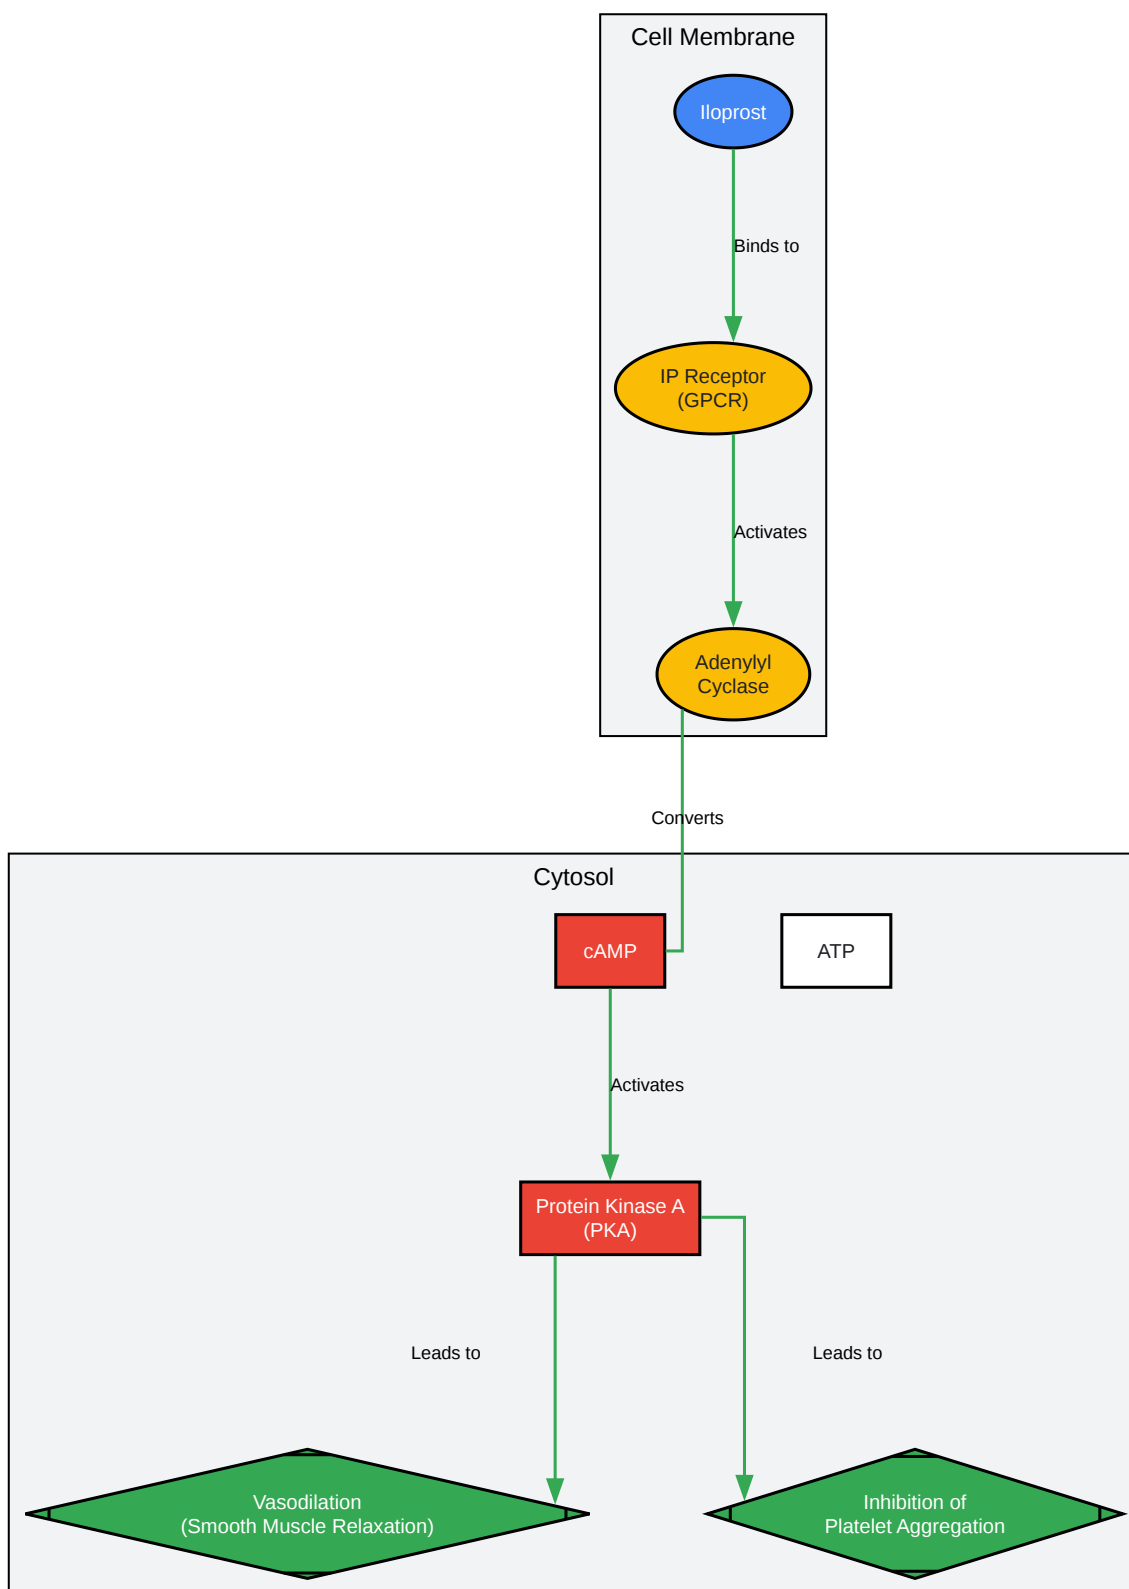 Cell Membrane
Iloprost
Binds to
IP Receptor
(GPCR)
Activates
Adenylyl
Cyclase
Converts
Cytosol
cAMP
ATP
Activates
Protein Kinase A
(PKA)
Leads to
Leads to
Vasodilation
(Smooth Muscle Relaxation)
Inhibition of
Platelet Aggregation